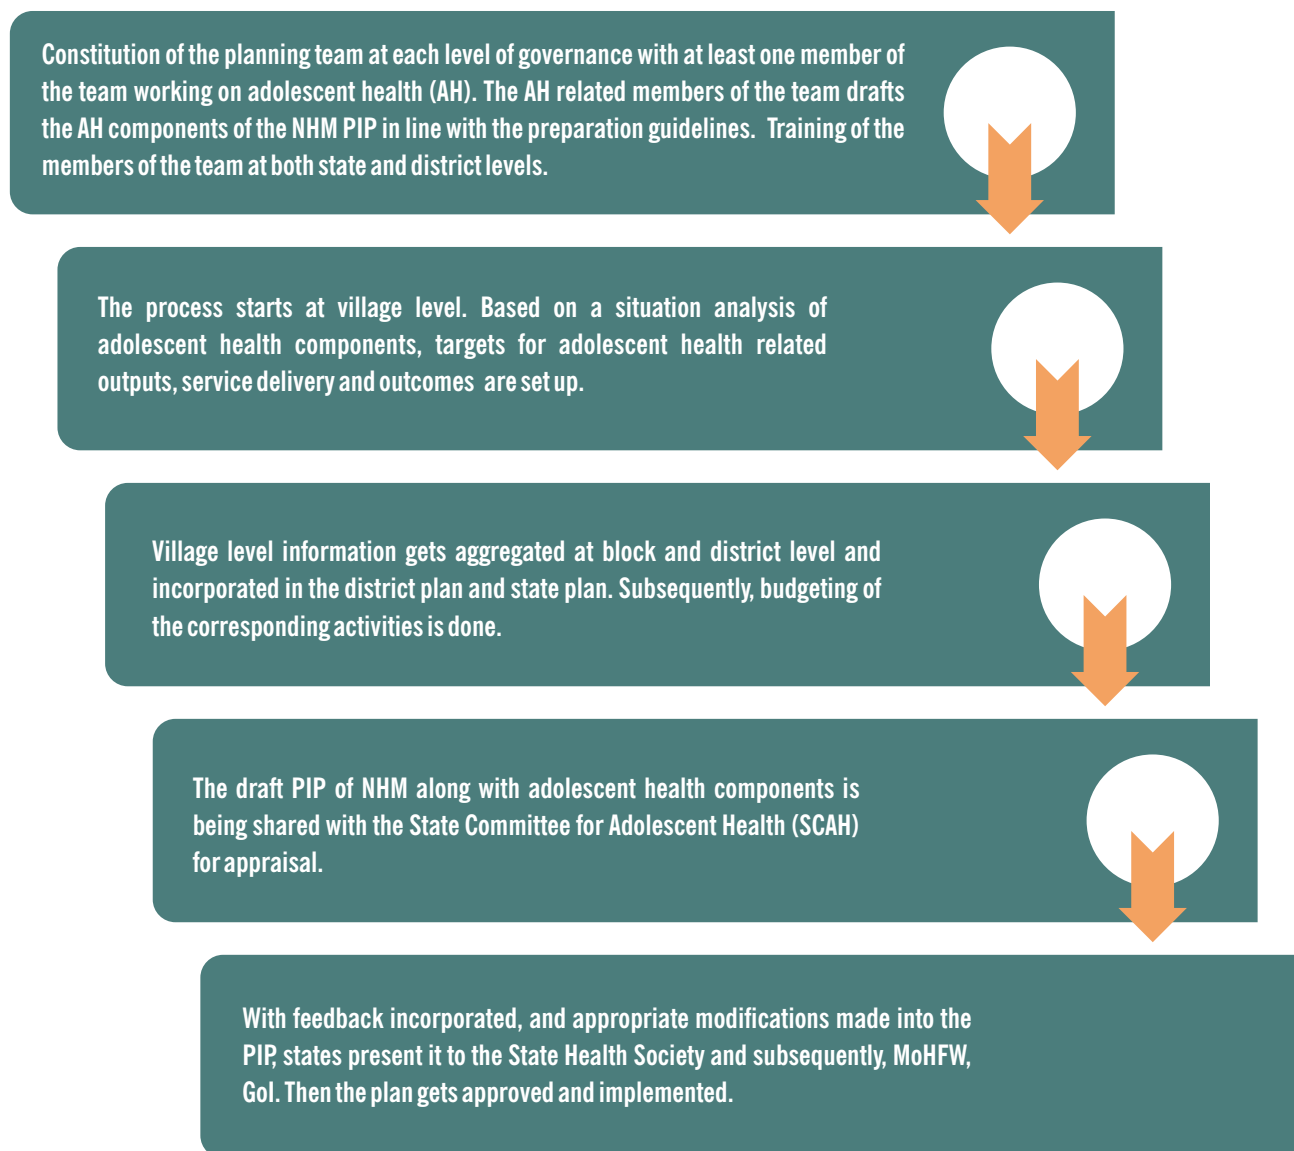 Constitution of the planning team at each level of governance with at least one member of
the team working on adolescent health (AH). The AH related members of the team drafts
the AH components of the NHM PIP in line with the preparation guidelines. Training of the
members of the team at both state and district levels.
The process starts at village level. Based on a situation analysis of
adolescent health components, targets for adolescent health related
outputs, service delivery and outcomes are set up.
Village level information gets aggregated at block and district level and
incorporated in the district plan and state plan. Subsequently, budgeting of
the corresponding activities is done.
The draft PIP of NHM along with adolescent health components is
being shared with the State Committee for Adolescent Health (SCAH)
for appraisal.
With feedback incorporated, and appropriate modifications made into the
PIP, states present it to the State Health Society and subsequently, MoHFW,
GoI. Then the plan gets approved and implemented.